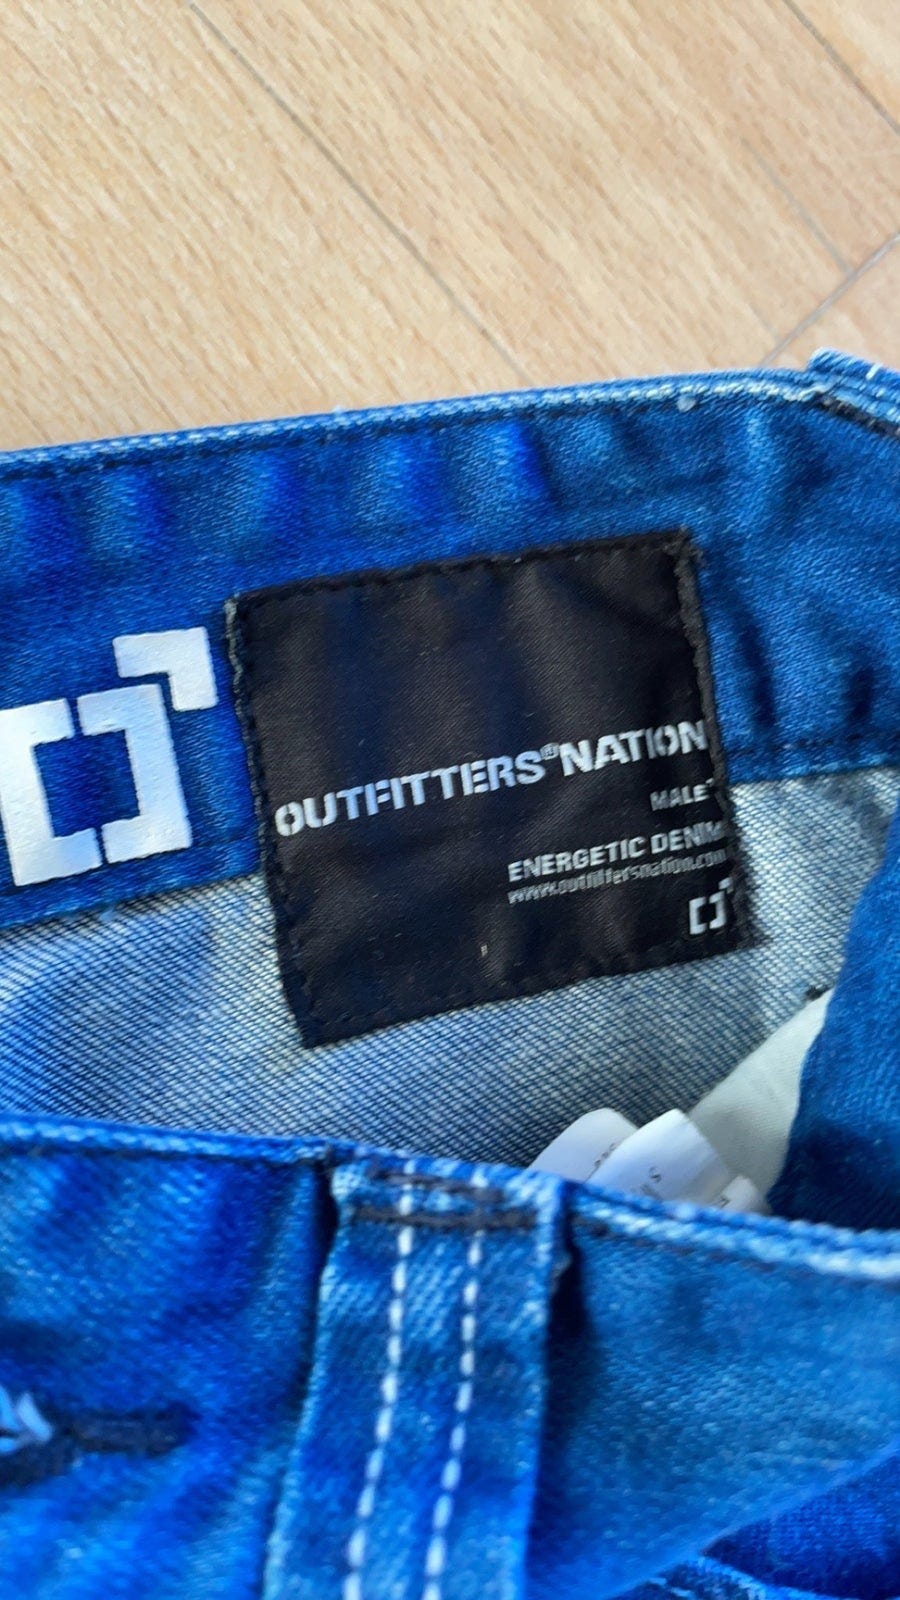 OUTFITTERS®NATION
MALE
ENERGETIC DENIM
www.outfittersnation.com